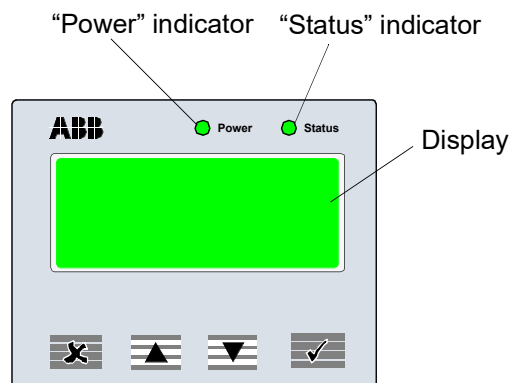 “Power” indicator “Status” indicator
ABB Power Status
Display